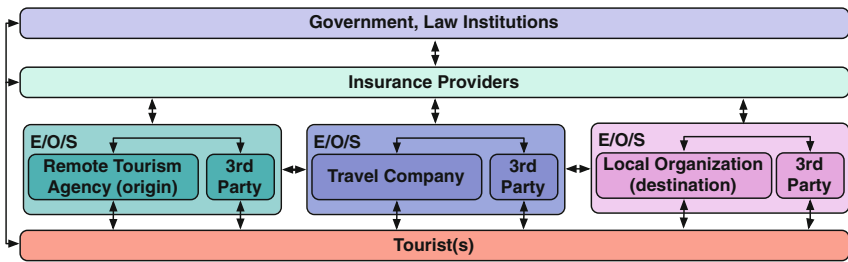 Government, Law Institutions
Insurance Providers
E/O/S
Remote Tourism
Agency (origin)
3rd
Party
E/O/S
Travel Company
3rd
Party
E/O/S
Local Organization
(destination)
3rd
Party
Tourist(s)